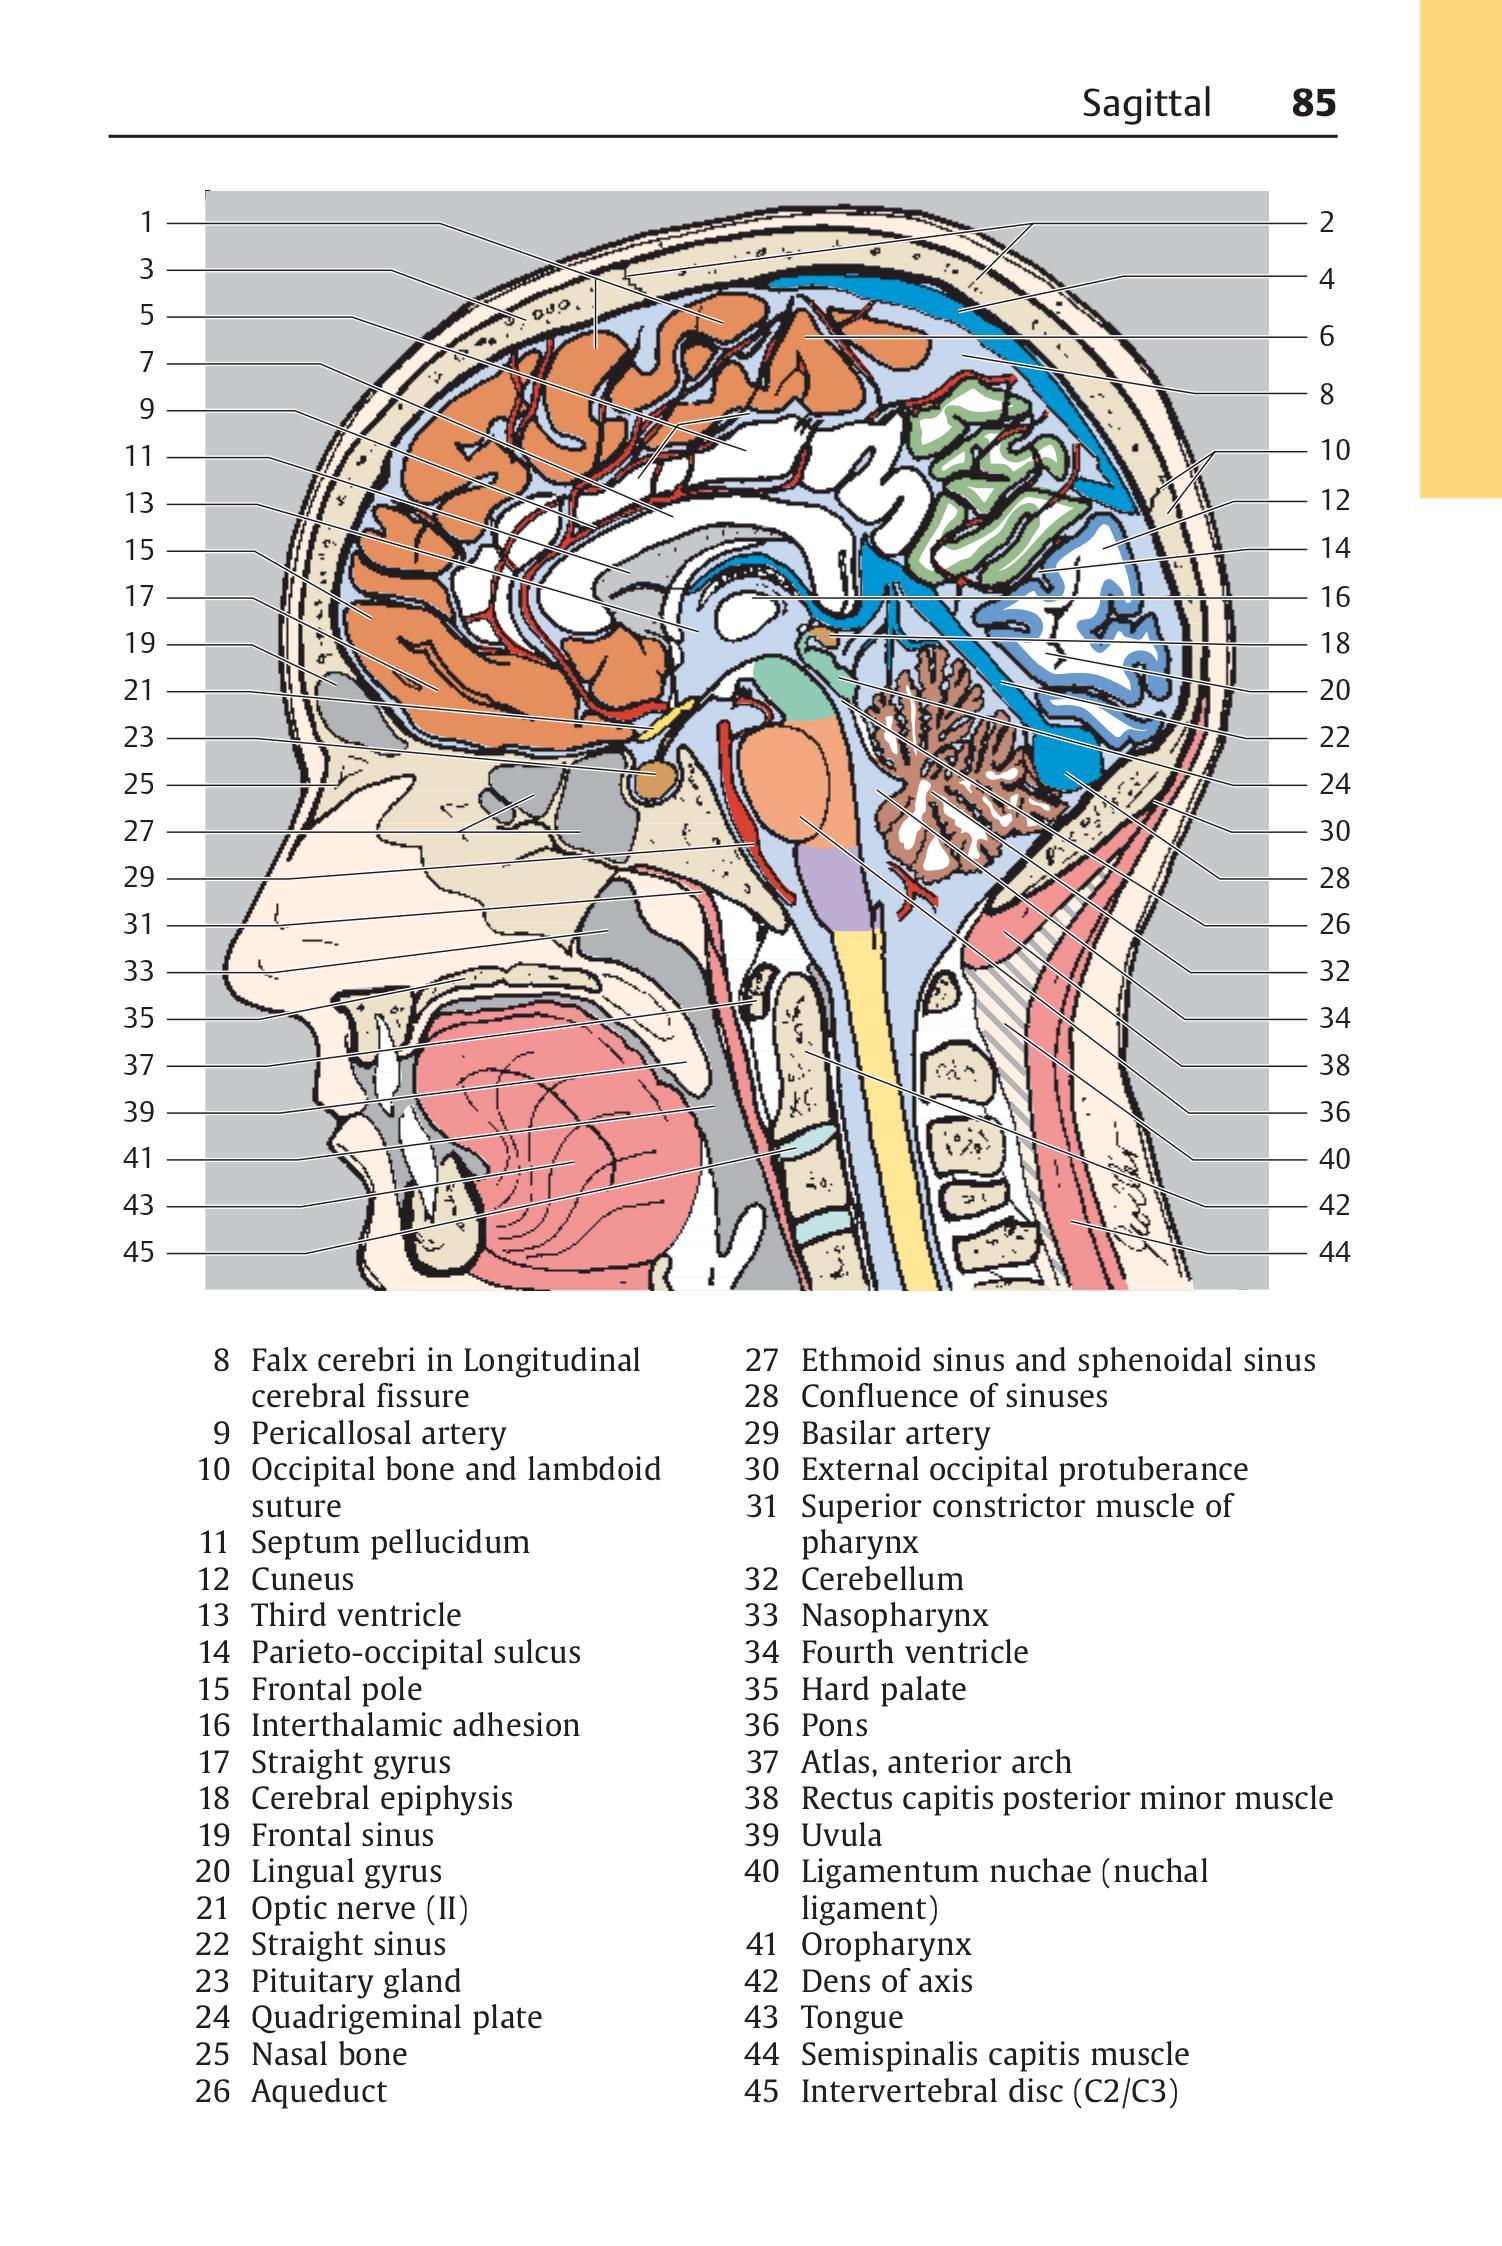 Sagittal 85
1
2
3
4
5
6
7
8
9
10
11
12
13
14
15
16
17
18
19
20
21
22
23
24
25
30
27
28
29
26
31
32
33
34
35
38
37
36
39
40
41
42
43
44
45
8 Falx cerebri in Longitudinal
cerebral fissure
9 Pericallosal artery
10 Occipital bone and lambdoid
suture
11 Septum pellucidum
12 Cuneus
13 Third ventricle
14 Parieto-occipital sulcus
15 Frontal pole
16 Interthalamic adhesion
17 Straight gyrus
18 Cerebral epiphysis
19 Frontal sinus
20 Lingual gyrus
21 Optic nerve (II)
22 Straight sinus
23 Pituitary gland
24 Quadrigeminal plate
25 Nasal bone
26 Aqueduct
27 Ethmoid sinus and sphenoidal sinus
28 Confluence of sinuses
29 Basilar artery
30 External occipital protuberance
31 Superior constrictor muscle of
pharynx
32 Cerebellum
33 Nasopharynx
34 Fourth ventricle
35 Hard palate
36 Pons
37 Atlas, anterior arch
38 Rectus capitis posterior minor muscle
39 Uvula
40 Ligamentum nuchae (nuchal
ligament)
41 Oropharynx
42 Dens of axis
43 Tongue
44 Semispinalis capitis muscle
45 Intervertebral disc (C2/C3)